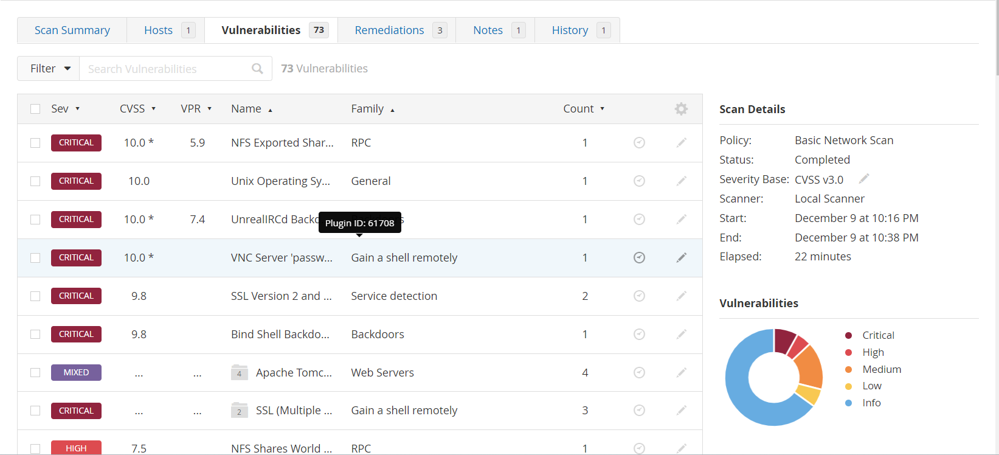 Scan Summary Hosts 1 Vulnerabilities 73 Remediations 3 Notes 1 History 1
Filter Search Vulnerabilities 73 Vulnerabilities
Sev CVSS VPR Name Family Count
CRITICAL 10.0 * 5.9 NFS Exported Shar... RPC 1
CRITICAL 10.0 Unix Operating Sy... General 1
CRITICAL 10.0 * 7.4 UnrealIRCd Backd 1
Plugin ID: 61708
CRITICAL 10.0 * VNC Server 'passw... Gain a shell remotely 1
CRITICAL 9.8 SSL Version 2 and ... Service detection 2
CRITICAL 9.8 Bind Shell Backdo... Backdoors 1
MIXED ... ... 4 Apache Tomc... Web Servers 4
CRITICAL ... ... 2 SSL (Multiple ... Gain a shell remotely 3
HIGH 7.5 NFS Shares World ... RPC 1
Scan Details
Policy: Basic Network Scan
Status: Completed
Severity Base: CVSS v3.0
Scanner: Local Scanner
Start: December 9 at 10:16 PM
End: December 9 at 10:38 PM
Elapsed: 22 minutes
Vulnerabilities
Critical
High
Medium
Low
Info